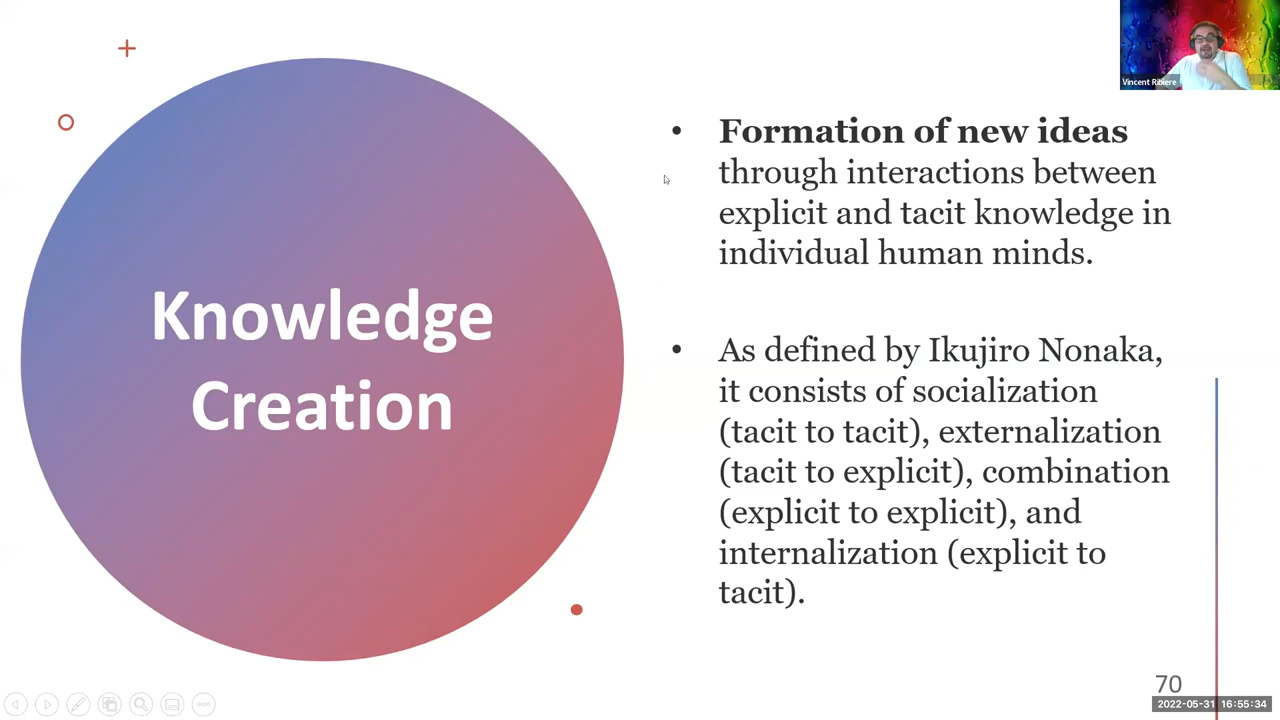 Vincent Ribiere
Knowledge
Creation
• Formation of new ideas
through interactions between
explicit and tacit knowledge in
individual human minds.
• As defined by Ikujiro Nonaka,
it consists of socialization
(tacit to tacit), externalization
(tacit to explicit), combination
(explicit to explicit), and
internalization (explicit to
tacit).
70
2022-05-31 16:55:34